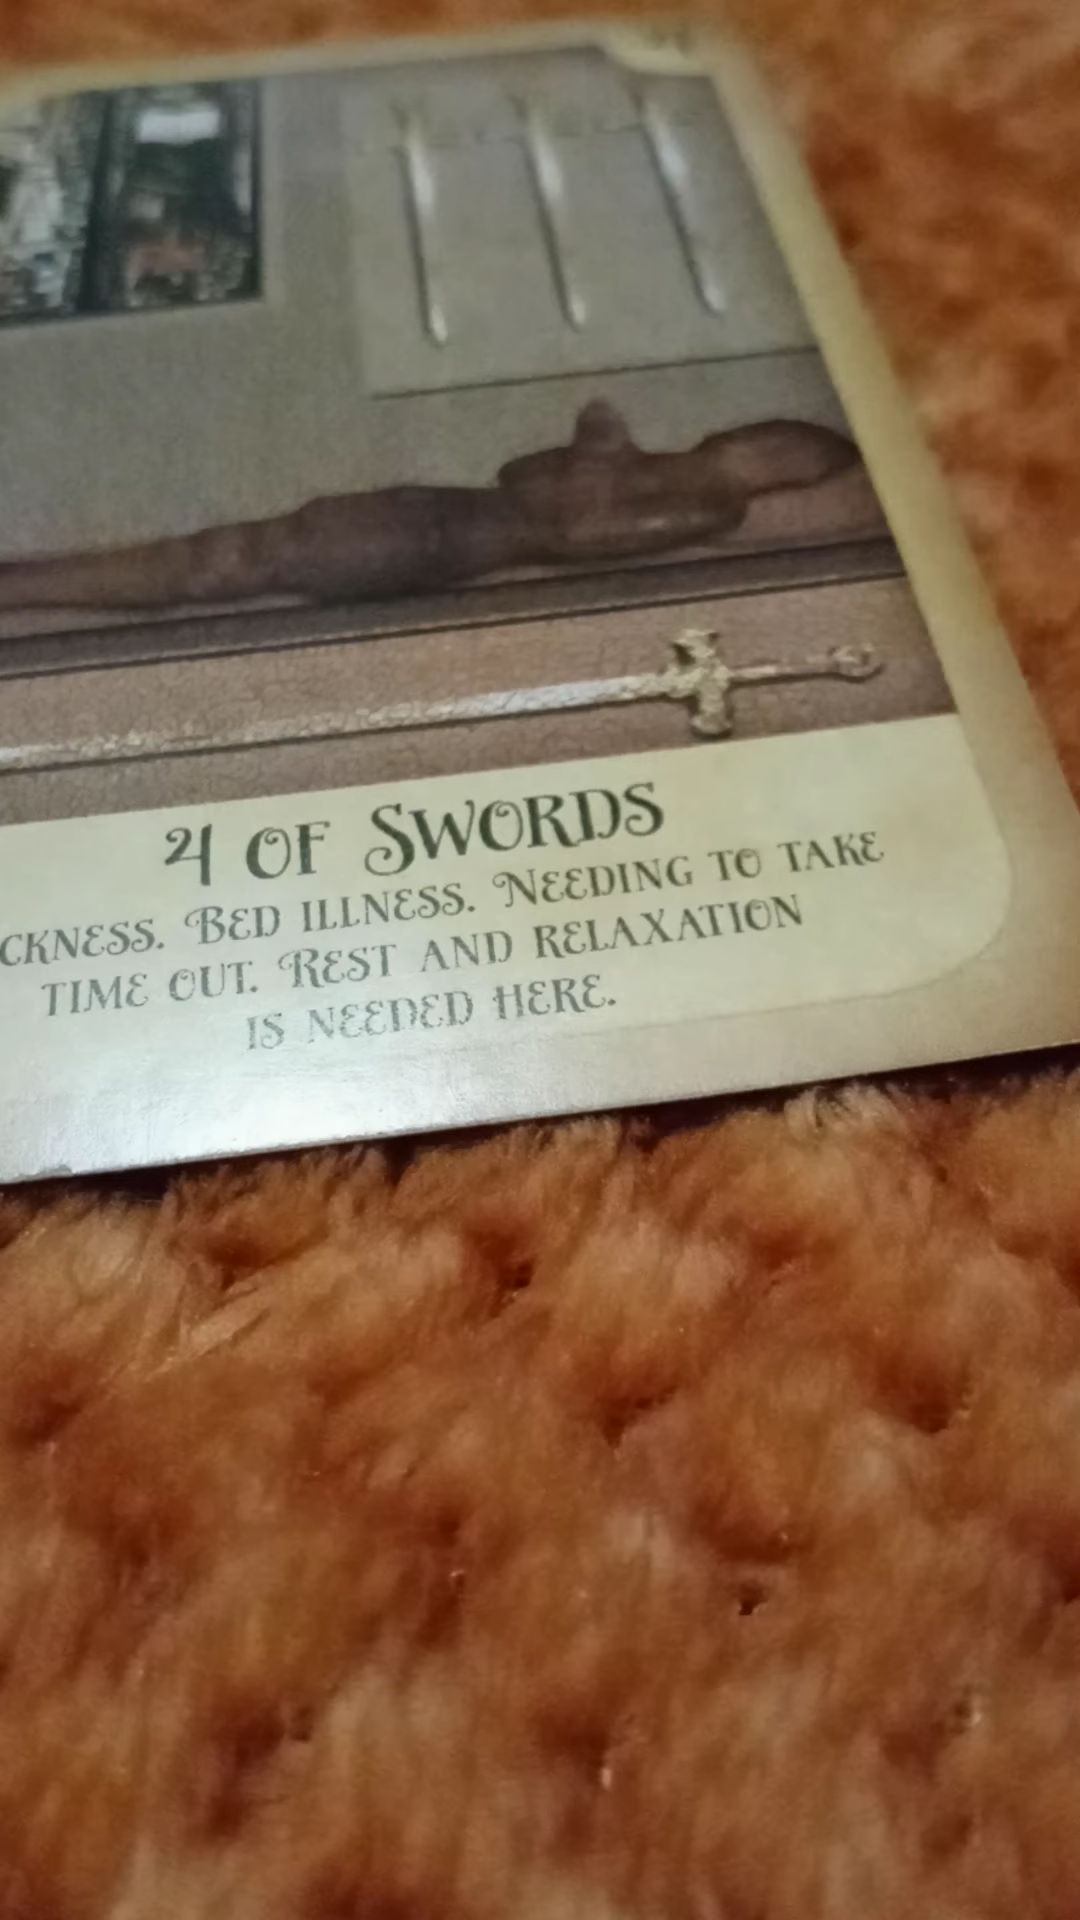 4 OF SWORDS
CKNESS. BED ILLNESS. NEEDING TO TAKE
TIME OUT. REST AND RELAXATION
IS NEEDED HERE.